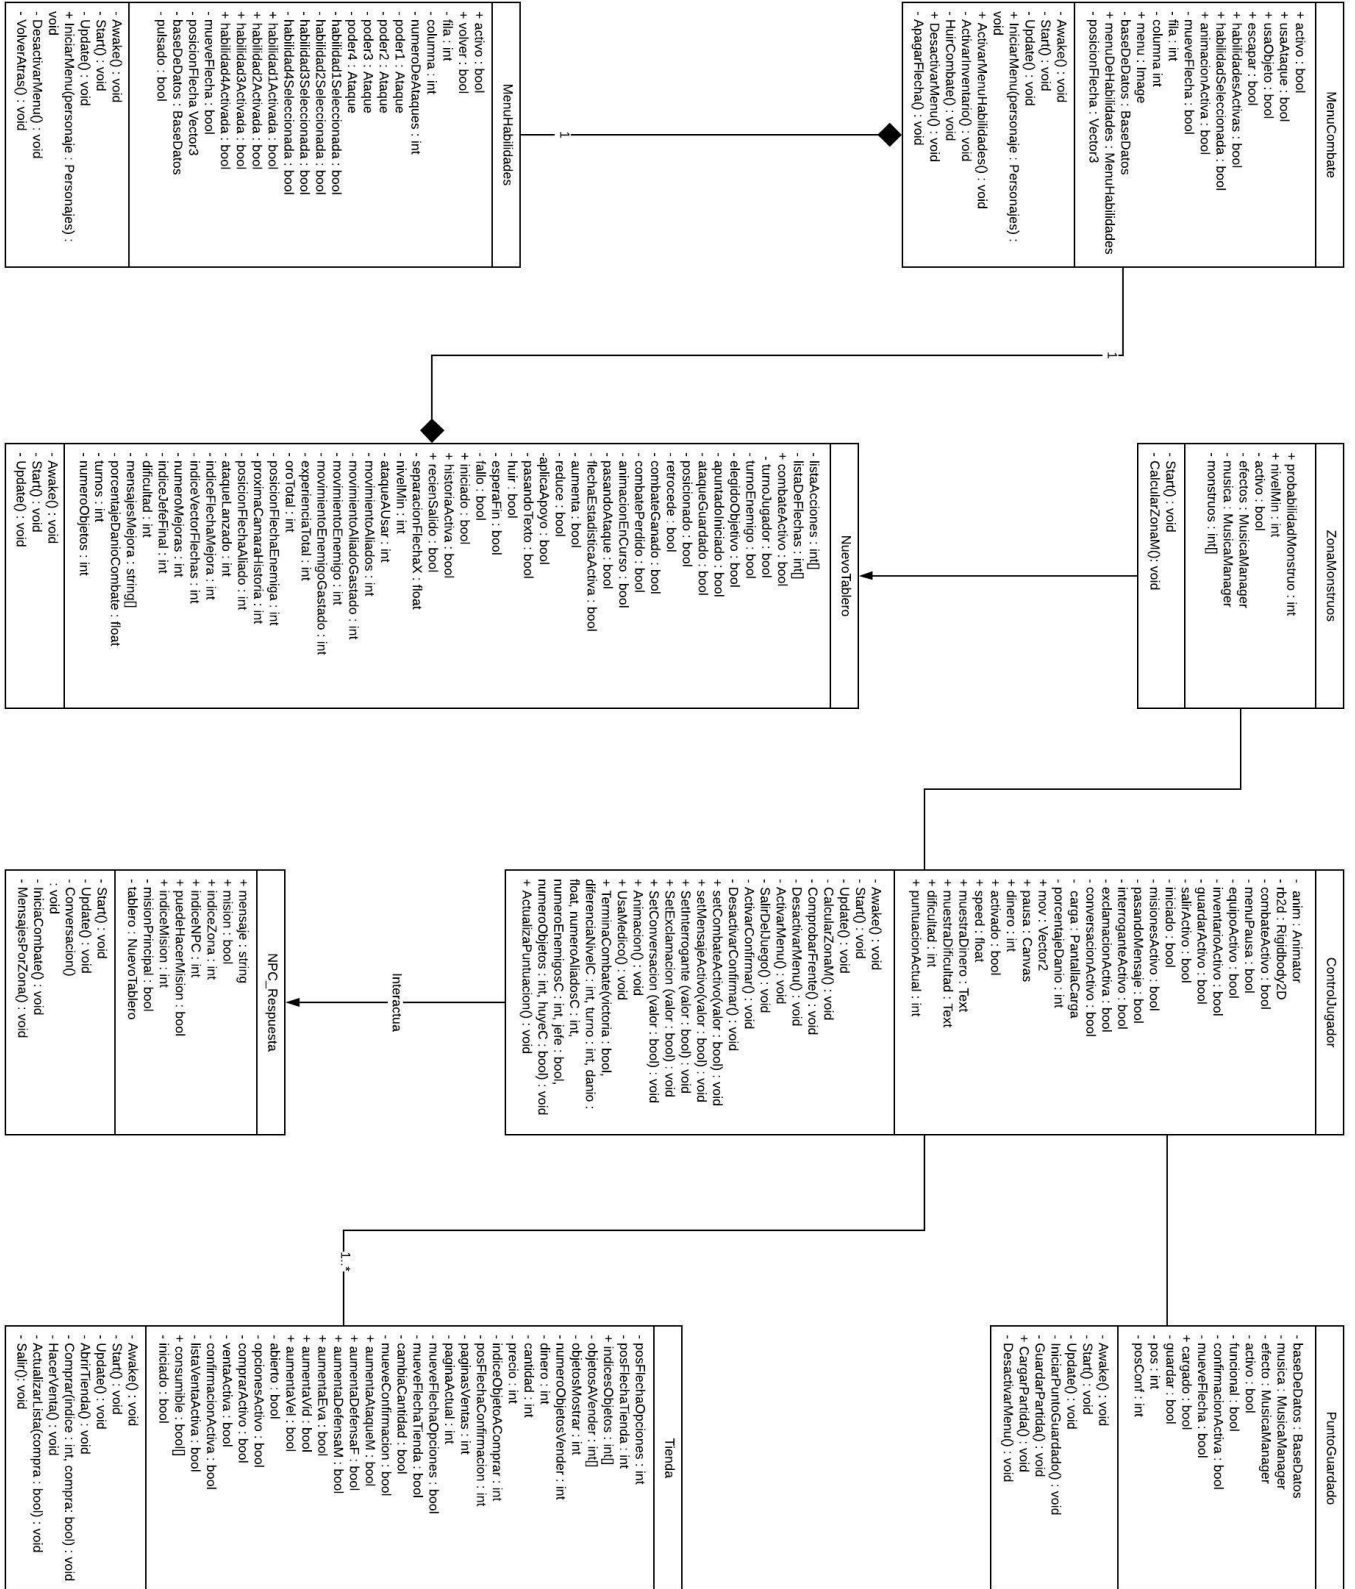 MenuCombate
+ activo : bool
+ usaAtaque : bool
+ usaObjeto : bool
+ escapar : bool
+ habilidadesActivas : bool
+ habilidadSeleccionada : bool
+ animacionActiva : bool
- mueveFlecha : bool
- fila : int
- columna int
+ menu : Image
- baseDeDatos : BaseDatos
+ menuDeHabilidades : MenuHabilidades
- posicionFlecha : Vector3
- Awake() : void
- Start() : void
- Update() : void
+ IniciarMenu(personaje : Personajes) :
void
+ ActivarMenuHabilidades() : void
- ActivarInventario() : void
- HuirCombate() : void
+ DesactivarMenu() : void
- ApagarFlecha() : void
1
1
MenuHabilidades
+ activo : bool
+ volver : bool
- fila : int
- columna : int
- numeroDeAtaques : int
- poder1 : Ataque
- poder2 : Ataque
- poder3 : Ataque
- poder4 : Ataque
- habilidad1Seleccionada : bool
- habilidad2Seleccionada : bool
- habilidad3Seleccionada : bool
- habilidad4Seleccionada : bool
+ habilidad1Activada : bool
+ habilidad2Activada : bool
+ habilidad3Activada : bool
+ habilidad4Activada : bool
- mueveFlecha : bool
- posicionFlecha Vector3
- baseDeDatos : BaseDatos
- pulsado : bool
- Awake() : void
- Start() : void
- Update() : void
+ IniciarMenu(personaje : Personajes) :
void
- DesactivarMenu() : void
- VolverAtras() : void
ZonaMonstruos
+ probabilidadMonstruo : int
+ nivelMin : int
- activo : bool
- efectos : MusicaManager
- musica : MusicaManager
- monstruos : int[]
- Start() : void
- CalcularZonaM(): void
NuevoTablero
- listaAcciones : int[]
- listaDeFlechas : int[]
+ combateActivo : bool
- turnoJugador : bool
- turnoEnemigo : bool
- elegidoObjetivo : bool
- apuntadoIniciado : bool
- ataqueGuardado : bool
- posicionado : bool
- retrocede : bool
- combateGanado : bool
- combatePerdido : bool
- animacionEnCurso : bool
- pasandoAtaque : bool
- flechaEstadisticaActiva : bool
- aumenta : bool
- reduce : bool
-aplicaApoyo : bool
- pasandoTexto : bool
- huir : bool
- esperaFin : bool
- fallo : bool
+ iniciado : bool
+ historiaActiva : bool
+ recienSalido : bool
- separacionFlechaX : float
- nivelMin : int
- ataqueAUsar : int
- movimientoAliados : int
- movimientoAliadoGastado : int
- movimientoEnemigo : int
- movimientoEnemigoGastado : int
- experienciaTotal : int
- oroTotal : int
- posicionFlechaEnemiga : int
- proximaCamaraHistoria : int
- posicionFlechaAliado : int
- ataqueLanzado : int
- indiceFlechaMejora : int
- indiceVectorFlechas : int
- numeroMejoras : int
- indiceJefeFinal : int
- dificultad : int
- mensajesMejora : string[]
- porcentajeDanioCombate : float
- turnos : int
- numeroObjetos : int
- Awake() : void
- Start() : void
- Update() : void
ControlJugador
- anim : Animator
- rb2d : Rigidbody2D
- combateActivo : bool
- menuPausa : bool
- equipoActivo : bool
- inventarioActivo : bool
- guardarActivo : bool
- salirActivo : bool
- iniciado : bool
- misionesActivo : bool
- pasandoMensaje : bool
- interroganteActivo : bool
- exclamacionActiva : bool
- conversacionActivo : bool
- carga : PantallaCarga
- porcentajeDanio : int
+ mov : Vector2
+ pausa : Canvas
+ dinero : int
+ activado : bool
+ speed : float
+ muestraDinero : Text
+ muestraDificultad : Text
+ dificultad : int
+ puntuacionActual : int
- Awake() : void
- Start() : void
- Update() : void
- CalcularZonaM() : void
- ComprobarFrente() : void
- DesactivarMenu() : void
- ActivarMenu() : void
- SalirDeJuego() : void
- ActivarConfirmar() : void
- DesactivarConfirmar() : void
+ setCombateActivo(valor : bool) : void
+ setMensajeActivo(valor : bool) : void
+ SetInterrogante (valor : bool) : void
+ SetExclamacion (valor : bool) : void
+ SetConversacion (valor : bool) : void
+ Animacion() : void
+ UsaMedico() : void
+ TerminaCombate(victoria : bool,
diferenciaNivelC : int, turno : int, danio :
float, numeroAliadosC : int,
numeroEnemigosC : int, jefe : bool,
numeroObjetos : int, huyeC : bool) : void
+ ActualizaPuntuacion() : void
Interactua
1..*
NPC_Respuesta
+ mensaje : string
+ mision : bool
+ indiceZona : int
+ indiceNPC : int
+ puedeHacerMision : bool
+ indiceMision : int
- misionPrincipal : bool
- tablero : NuevoTablero
- Start() : void
- Update() : void
- Conversacion()
: void
- IniciaCombate() : void
- MensajesPorZona() : void
PuntoGuardado
- baseDeDatos : BaseDatos
- musica : MusicaManager
- efecto : MusicaManager
- activo : bool
- funcional : bool
- confirmacionActiva : bool
- mueveFlecha : bool
+ cargado : bool
- guardar : bool
- pos : int
- posConf : int
- Awake() : void
- Start() : void
- Update() : void
- IniciarPuntoGuardado() : void
- GuardarPartida() : void
+ CargarPartida() : void
- DesactivarMenu() : void
Tienda
- posFlechaOpciones : int
- posFlechaTienda : int
+ indicesObjetos : int[]
- objetosAVender : int[]
- objetosMostrar : int
- numeroObjetosVender : int
- dinero : int
- cantidad : int
- precio : int
- indiceObjetoAComprar : int
- posFlechaConfirmacion : int
- paginasVentas : int
- paginaActual : int
- mueveFlechaOpciones : bool
- mueveFlechaTienda : bool
- cambiaCantidad : bool
- mueveConfirmacion : bool
+ aumentaAtaqueM : bool
+ aumentaDefensaF : bool
+ aumentaDefensaM : bool
+ aumentaEva : bool
+ aumentaVid : bool
+ aumentaVel : bool
- abierto : bool
- opcionesActivo : bool
- comprarActivo : bool
- ventaActiva : bool
- confirmacionActiva : bool
- listaVentaActiva : bool
+ consumible : bool[]
- iniciado : bool
- Awake() : void
- Start() : void
- Update() : void
- AbrirTienda() : void
- Comprar(indice : int, compra: bool) : void
- HacerVenta() : void
- ActualizarLista(compra : bool) : void
- Salir(): void